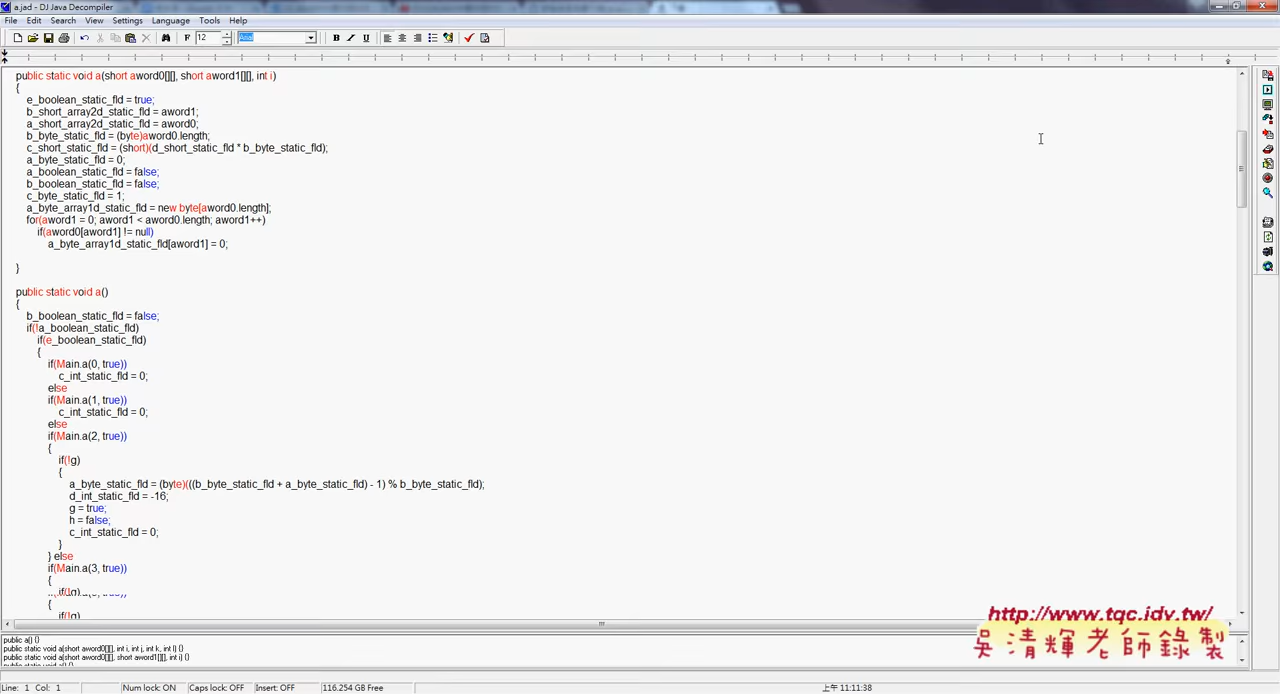 a.jad - DJ Java Decompiler
File Edit Search View Settings Language Tools Help
F 12 Arial B I U
public static void a(short aword0[][], short aword1[][], int i)
{
e_boolean_static_fld = true;
b_short_array2d_static_fld = aword1;
a_short_array2d_static_fld = aword0;
b_byte_static_fld = (byte)aword0.length;
c_short_static_fld = (short)(d_short_static_fld * b_byte_static_fld);
a_byte_static_fld = 0;
a_boolean_static_fld = false;
b_boolean_static_fld = false;
c_byte_static_fld = 1;
a_byte_array1d_static_fld = new byte[aword0.length];
for(aword1 = 0; aword1 < aword0.length; aword1++)
if(aword0[aword1] != null)
a_byte_array1d_static_fld[aword1] = 0;
}
public static void a()
{
b_boolean_static_fld = false;
if(!a_boolean_static_fld)
if(e_boolean_static_fld)
{
if(Main.a(0, true))
c_int_static_fld = 0;
else
if(Main.a(1, true))
c_int_static_fld = 0;
else
if(Main.a(2, true))
{
if(!g)
{
a_byte_static_fld = (byte)(((b_byte_static_fld + a_byte_static_fld) - 1) % b_byte_static_fld);
d_int_static_fld = -16;
g = true;
h = false;
c_int_static_fld = 0;
}
} else
if(Main.a(3, true))
{
{
if(!g)
http://www.tqc.idv.tw/
吳清輝老師錄製
public a() {}
public static void a(short aword0[][], int i, int j, int k, int l) {}
public static void a(short aword0[][], short aword1[][], int i) {}
public static void a() {}
Line: 1 Col: 1 Num lock: ON Caps lock: OFF Insert: OFF 116.254 GB Free 上午 11:11:38